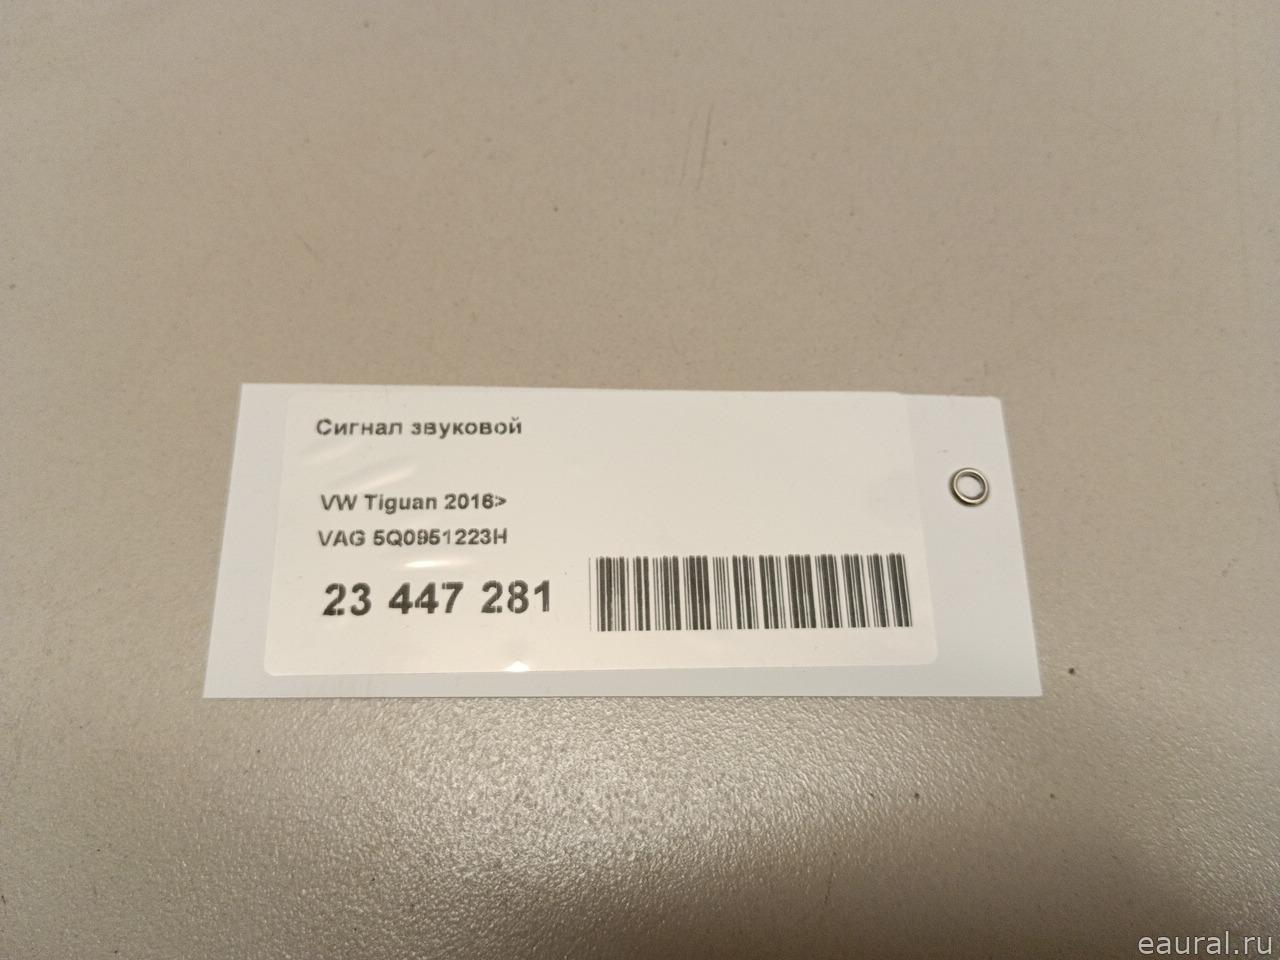 Сигнал звуковой
VW Tiguan 2016>
VAG 5Q0951223H
23 447 281
eaural.ru